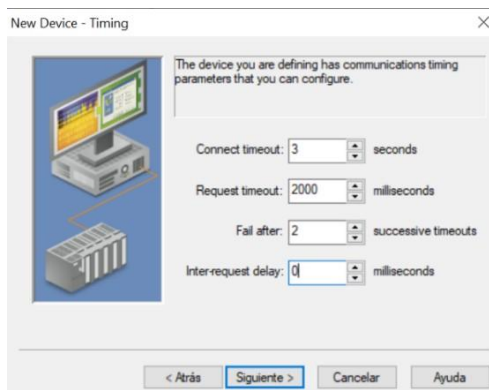 New Device - Timing
The device you are defining has communications timing
parameters that you can configure.
Connect timeout: 3 seconds
Request timeout: 2000 milliseconds
Fail after: 2 successive timeouts
Inter-request delay: 0 milliseconds
< Atrás Siguiente > Cancelar Ayuda